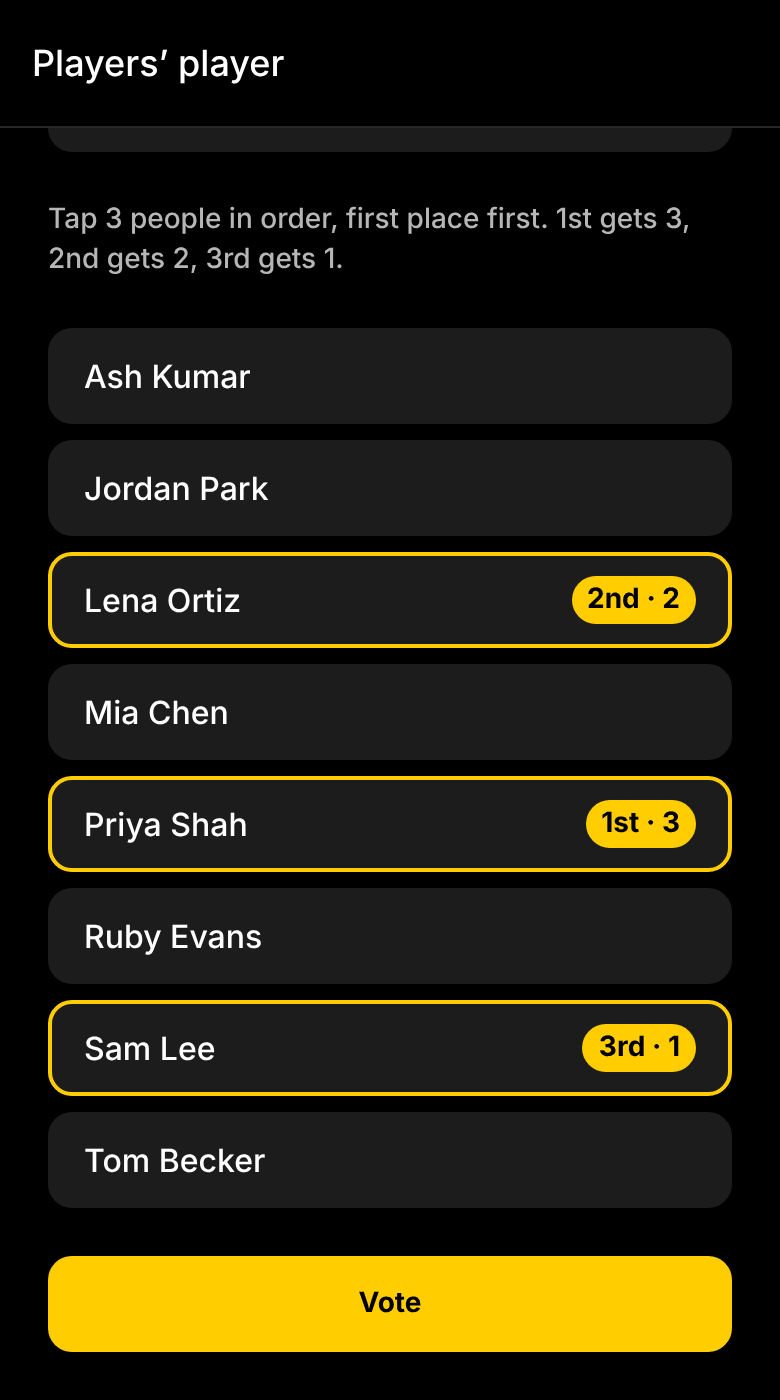 Players’ player
Tap 3 people in order, first place first. 1st gets 3,
2nd gets 2, 3rd gets 1.
Ash Kumar
Jordan Park
Lena Ortiz 2nd · 2
Mia Chen
Priya Shah 1st · 3
Ruby Evans
Sam Lee 3rd · 1
Tom Becker
Vote